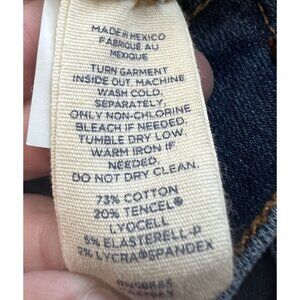 MADE IN MEXICO
FABRIQUÉ AU
MEXIQUE
TURN GARMENT
INSIDE OUT. MACHINE
WASH COLD.
SEPARATELY.
ONLY NON-CHLORINE
BLEACH IF NEEDED.
TUMBLE DRY LOW.
WARM IRON IF
NEEDED.
DO NOT DRY CLEAN.
73% COTTON
20% TENCEL®
LYOCELL
5% ELASTERELL-P
2% LYCRA®SPANDEX